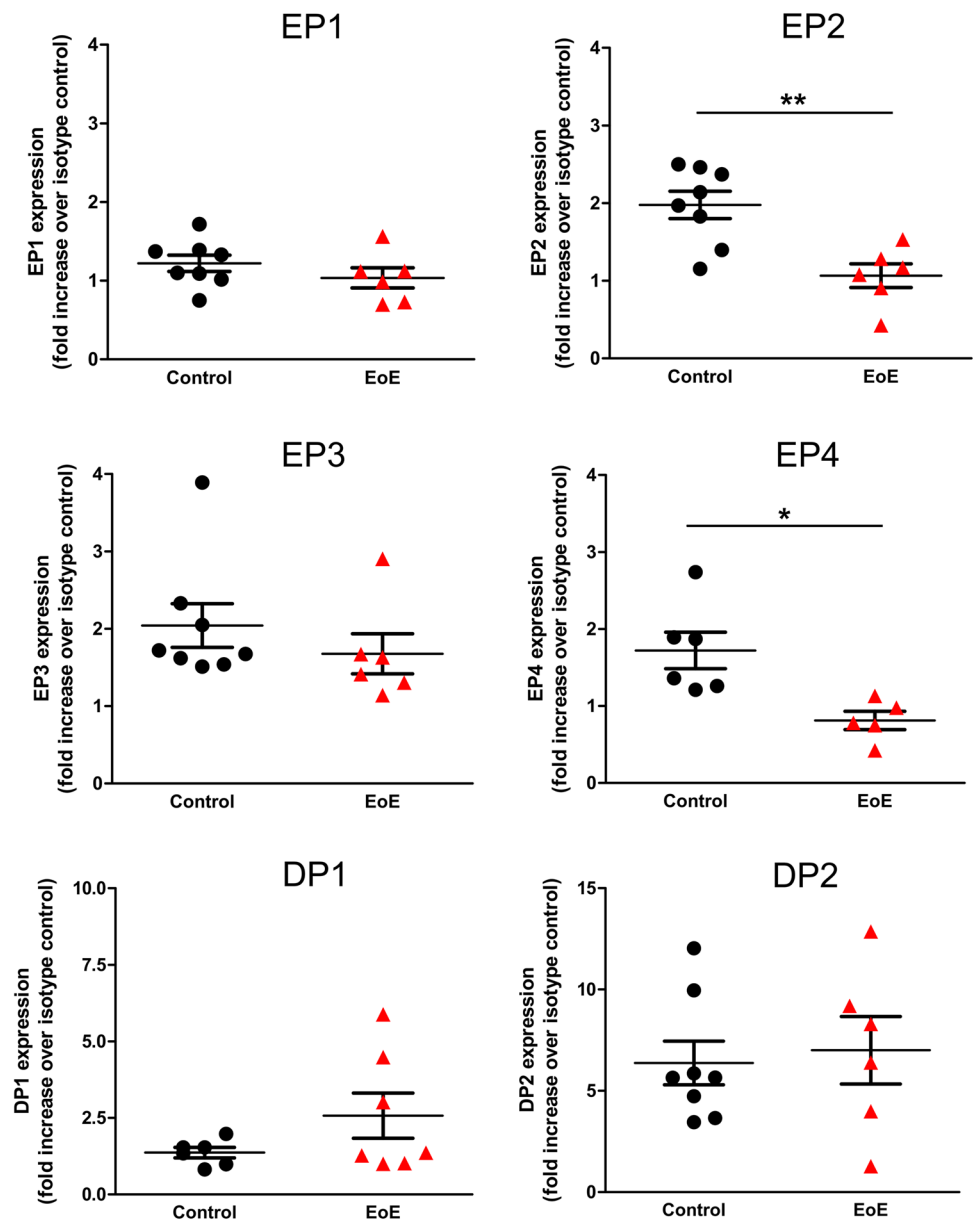 EP1
EP1 expression
(fold increase over isotype control)
4
3
2
1
0
Control
EoE
EP2
EP2 expression
(fold increase over isotype control)
4
3
2
1
0
**
Control
EoE
EP3
EP3 expression
(fold increase over isotype control)
4
3
2
1
0
Control
EoE
EP4
EP4 expression
(fold increase over isotype control)
4
3
2
1
0
*
Control
EoE
DP1
DP1 expression
(fold increase over isotype control)
10.0
7.5
5.0
2.5
0.0
Control
EoE
DP2
DP2 expression
(fold increase over isotype control)
15
10
5
0
Control
EoE